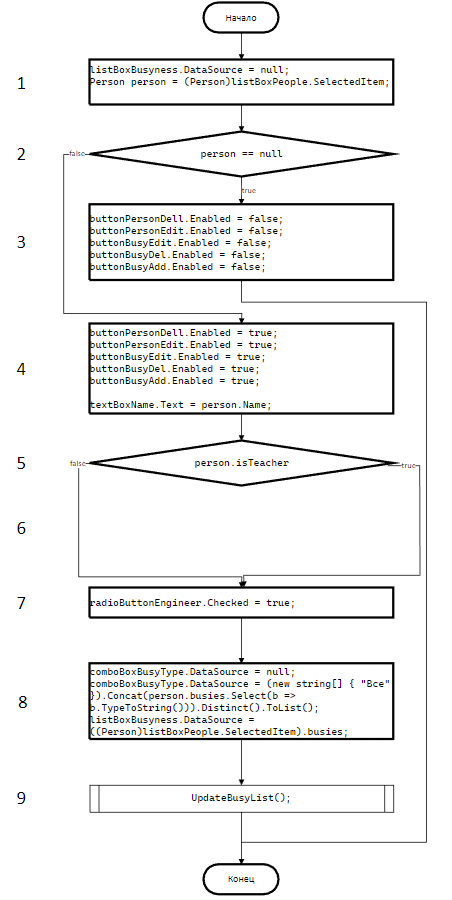 Начало
1
listBoxBusyness.DataSource = null;
Person person = (Person)listBoxPeople.SelectedItem;
2
false
person == null
true
3
buttonPersonDell.Enabled = false;
buttonPersonEdit.Enabled = false;
buttonBusyEdit.Enabled = false;
buttonBusyDel.Enabled = false;
buttonBusyAdd.Enabled = false;
4
buttonPersonDell.Enabled = true;
buttonPersonEdit.Enabled = true;
buttonBusyEdit.Enabled = true;
buttonBusyDel.Enabled = true;
buttonBusyAdd.Enabled = true;
textBoxName.Text = person.Name;
5
false
person.isTeacher
true
6
7
radioButtonEngineer.Checked = true;
8
comboBoxBusyType.DataSource = null;
comboBoxBusyType.DataSource = (new string[] { "Все"
}).Concat(person.busies.Select(b =>
b.TypeToString())).Distinct().ToList();
listBoxBusyness.DataSource =
((Person)listBoxPeople.SelectedItem).busies;
9
UpdateBusyList();
Конец